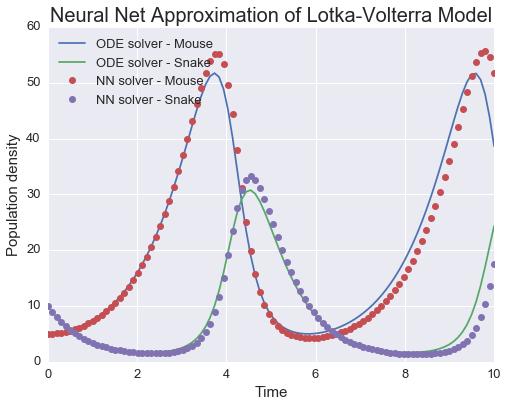 Neural Net Approximation of Lotka-Volterra Model
60
50
40
30
20
10
0
Population density
ODE solver - Mouse
ODE solver - Snake
NN solver - Mouse
NN solver - Snake
0 2 4 6 8 10
Time